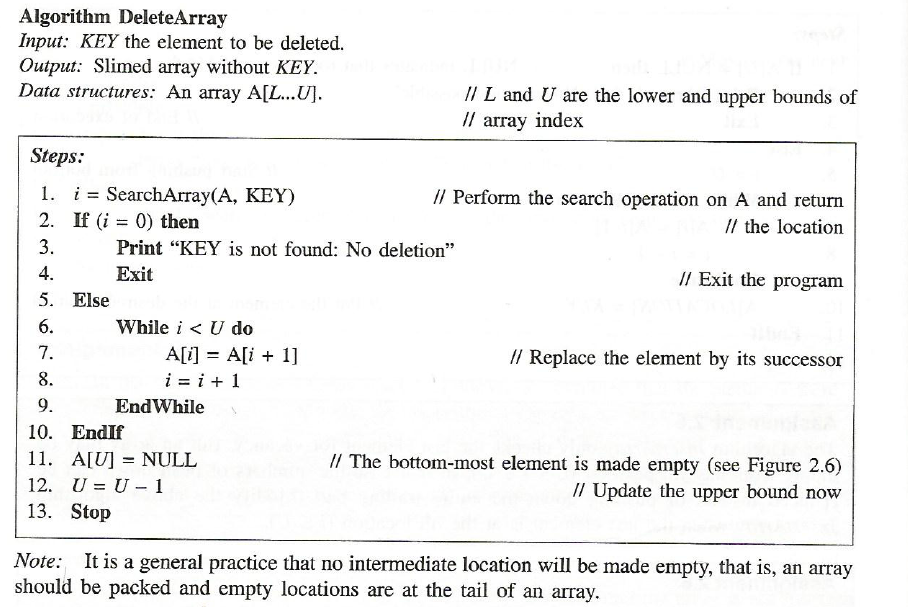 Algorithm DeleteArray
Input: KEY the element to be deleted.
Output: Slimed array without KEY.
Data structures: An array A[L...U]. // L and U are the lower and upper bounds of
// array index
Steps:
1. i = SearchArray(A, KEY) // Perform the search operation on A and return
2. If (i = 0) then // the location
3. Print “KEY is not found: No deletion”
4. Exit // Exit the program
5. Else
6. While i < U do
7. A[i] = A[i + 1] // Replace the element by its successor
8. i = i + 1
9. EndWhile
10. EndIf
11. A[U] = NULL // The bottom-most element is made empty (see Figure 2.6)
12. U = U – 1 // Update the upper bound now
13. Stop
Note: It is a general practice that no intermediate location will be made empty, that is, an array
should be packed and empty locations are at the tail of an array.